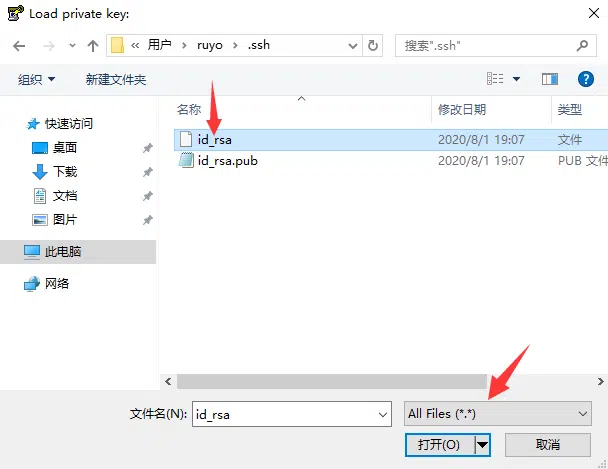 Load private key:
« 用户 › ruyo › .ssh
搜索".ssh"
组织
新建文件夹
名称
修改日期
类型
快速访问
桌面
下载
文档
图片
此电脑
网络
id_rsa 2020/8/1 19:07 文件
id_rsa.pub 2020/8/1 19:07 PUB 文件
文件名(N): id_rsa
All Files (*.*)
打开(O)
取消